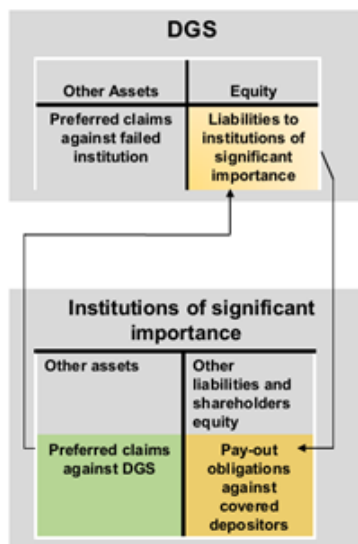 DGS
Other Assets
Equity
Preferred claims
against failed
institution
Liabilities to
institutions of
significant
importance
Institutions of significant
importance
Other assets
Other
liabilities and
shareholders
equity
Preferred claims
against DGS
Pay-out
obligations
against
covered
depositors